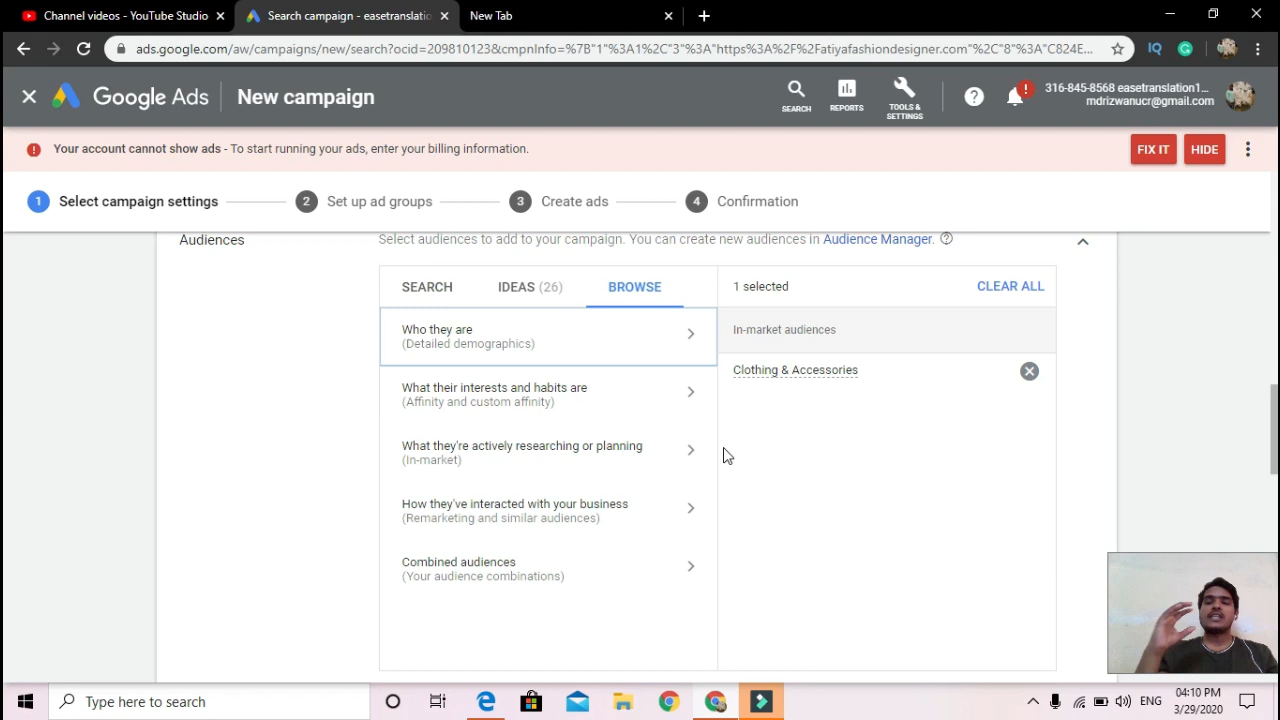 Channel videos - YouTube Studio
Search campaign - easetranslatio
New Tab
ads.google.com/aw/campaigns/new/search?ocid=209810123&cmpnInfo=%7B"1"%3A1%2C"3"%3A"https%3A%2F%2Fatiyafashiondesigner.com"%2C"8"%3A"C824E...
IQ
Google Ads
New campaign
SEARCH
REPORTS
TOOLS &
SETTINGS
316-845-8568 easetranslation1...
mdrizwanucr@gmail.com
Your account cannot show ads - To start running your ads, enter your billing information.
FIX IT
HIDE
1 Select campaign settings
2 Set up ad groups
3 Create ads
4 Confirmation
Audiences
Select audiences to add to your campaign. You can create new audiences in Audience Manager.
SEARCH
IDEAS (26)
BROWSE
1 selected
CLEAR ALL
Who they are
(Detailed demographics)
What their interests and habits are
(Affinity and custom affinity)
What they're actively researching or planning
(In-market)
How they've interacted with your business
(Remarketing and similar audiences)
Combined audiences
(Your audience combinations)
In-market audiences
Clothing & Accessories
Type here to search
ENG
04:10 PM
3/29/2020